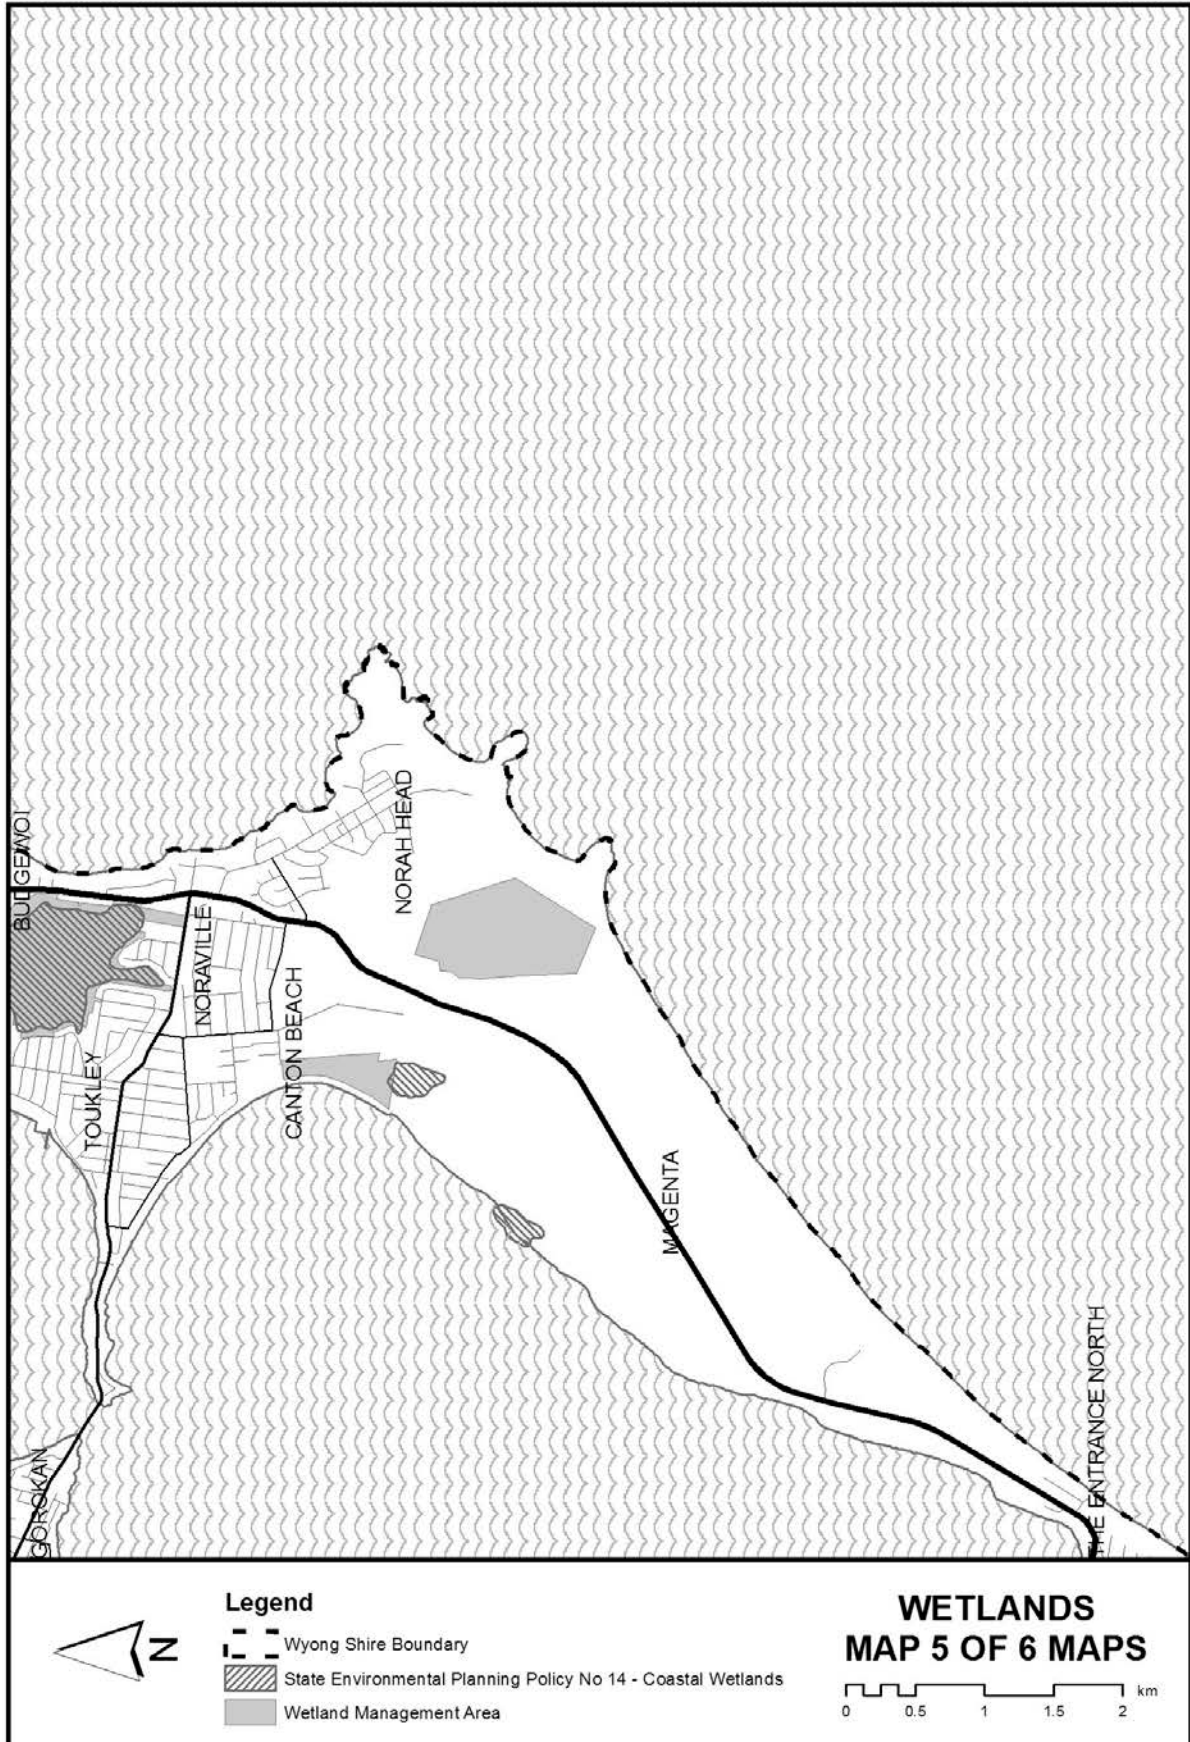 BUDGEWOI
NORAH HEAD
NORAVILLE
CANTON BEACH
TOUKLEY
MAGENTA
GOROKAN
THE ENTRANCE NORTH
N
Legend
Wyong Shire Boundary
State Environmental Planning Policy No 14 - Coastal Wetlands
Wetland Management Area
WETLANDS
MAP 5 OF 6 MAPS
km
0 0.5 1 1.5 2